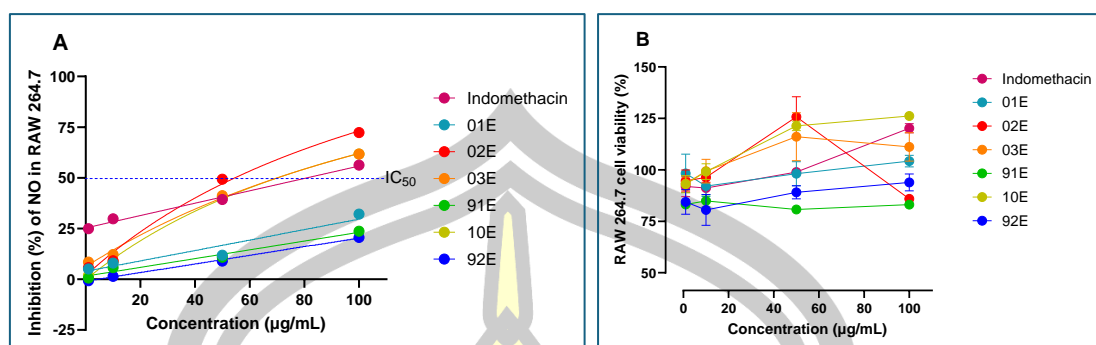 A
Inhibition (%) of NO in RAW 264.7
100
75
50
25
0
-25
20
40
60
80
100
Concentration (µg/mL)
IC50
Indomethacin
01E
02E
03E
91E
10E
92E
B
RAW 264.7 cell viability (%)
150
125
100
75
50
0
20
40
60
80
100
Concentration (µg/mL)
Indomethacin
01E
02E
03E
91E
10E
92E